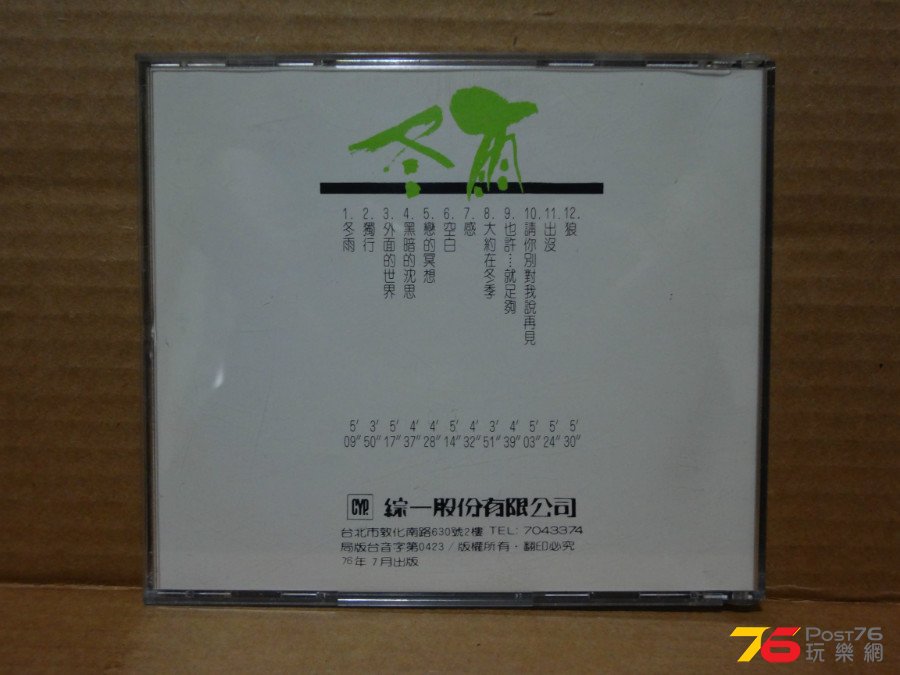 冬雨
1. 冬雨 6′09″
2. 獨行 3′50″
3. 外面的世界 5′17″
4. 黑暗的沈思 4′37″
5. 戀的冥想 4′28″
6. 空白 5′14″
7. 感 4′32″
8. 大約在冬季 3′51″
9. 也許…就足夠 4′39″
10. 請你別對我說再見 5′03″
11. 出沒 5′24″
12. 狼 5′30″
CYP. 綜一股份有限公司
台北市敦化南路630號2樓 TEL: 7043374
局版台音字第0423 / 版權所有・翻印必究
76年 7月出版
76 POST76
玩樂網